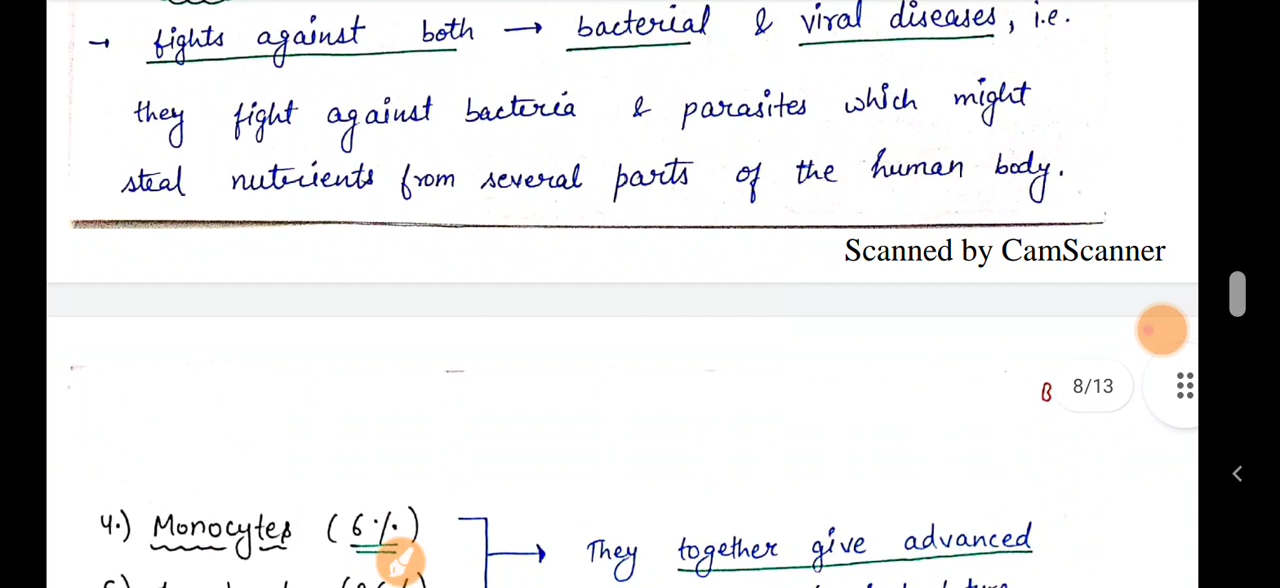 → fights against both → bacterial & viral diseases, i.e.
they fight against bacteria & parasites which might
steal nutrients from several parts of the human body.
Scanned by CamScanner
8/13
4.) Monocytes (6%)
They together give advanced